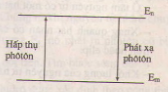 Eₙ
Hấp thụ
phôtôn
Phát xạ
phôtôn
Eₘ